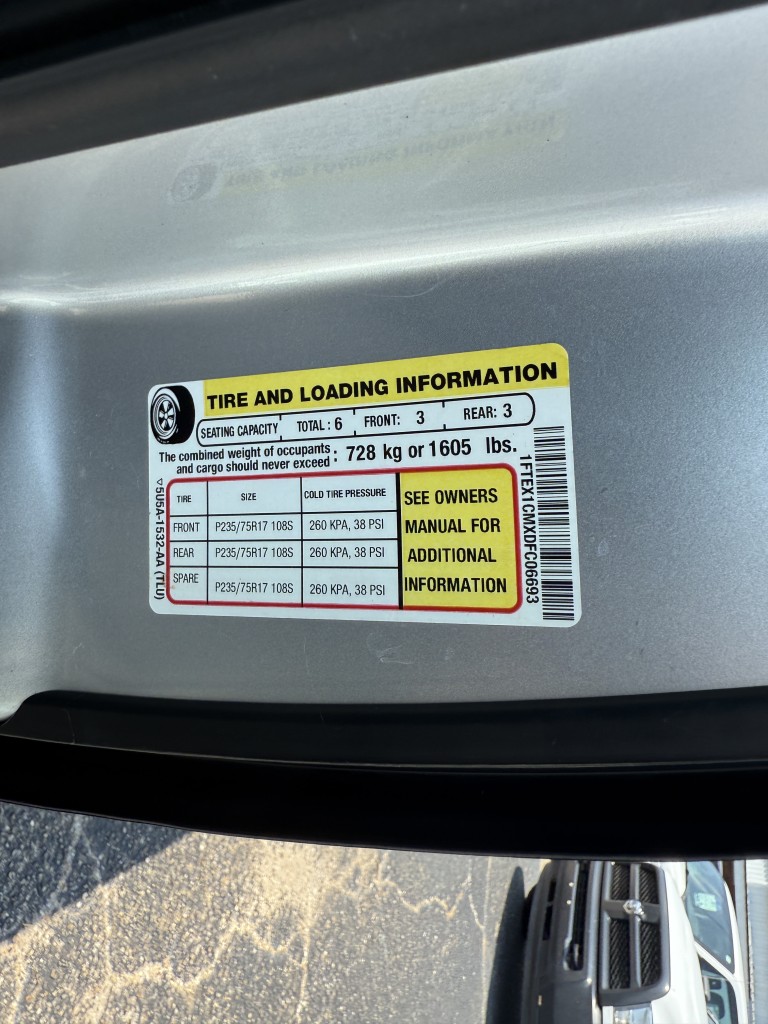 TIRE AND LOADING INFORMATION
SEATING CAPACITY TOTAL : 6 FRONT: 3 REAR: 3
The combined weight of occupants
and cargo should never exceed : 728 kg or 1605 lbs.
TIRE SIZE COLD TIRE PRESSURE
FRONT P235/75R17 108S 260 KPA, 38 PSI
REAR P235/75R17 108S 260 KPA, 38 PSI
SPARE P235/75R17 108S 260 KPA, 38 PSI
SEE OWNERS
MANUAL FOR
ADDITIONAL
INFORMATION
5U5A-1532-AA (TLU)
1FTEX1CMXDFC06693